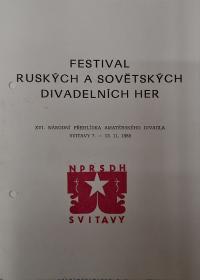 FESTIVAL
RUSKÝCH A SOVĚTSKÝCH
DIVADELNÍCH HER
XVI. NÁRODNÍ PŘEHLÍDKA AMATÉRSKÉHO DIVADLA
SVITAVY 7. - 13. 11. 1988
NPRSDH
SVITAVY